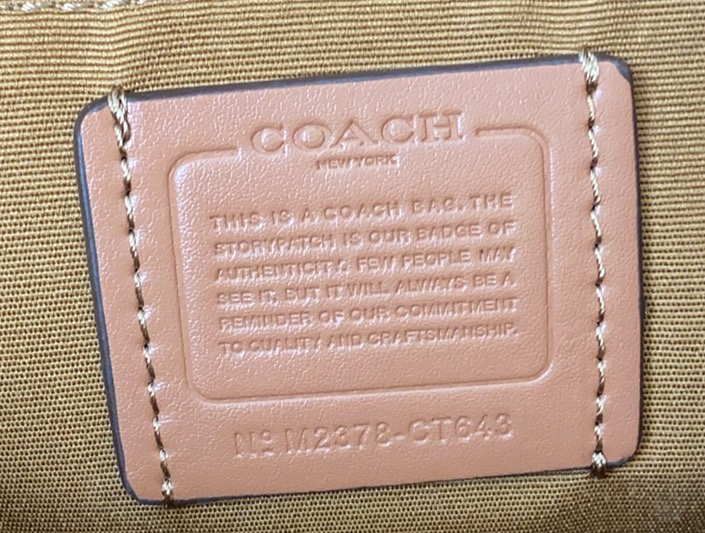 COACH
NEW YORK
THIS IS A COACH BAG. THE
STORYPATCH IS OUR BADGE OF
AUTHENTICITY. FEW PEOPLE MAY
SEE IT, BUT IT WILL ALWAYS BE A
REMINDER OF OUR COMMITMENT
TO QUALITY AND CRAFTSMANSHIP.
Nº M2378-CT643